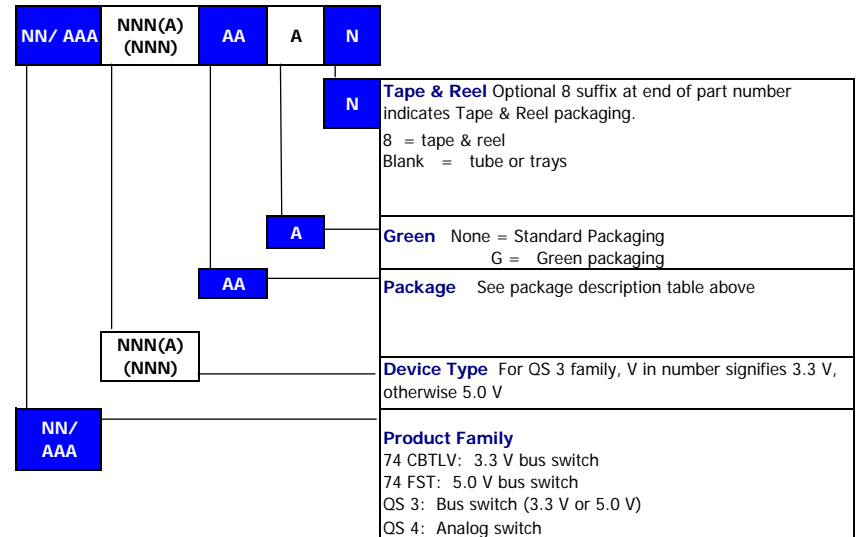 NN/ AAA
NNN(A)
(NNN)
AA
A
N
N
Tape & Reel Optional 8 suffix at end of part number
indicates Tape & Reel packaging.
8 = tape & reel
Blank = tube or trays
A
Green None = Standard Packaging
G = Green packaging
AA
Package See package description table above
NNN(A)
(NNN)
Device Type For QS 3 family, V in number signifies 3.3 V,
otherwise 5.0 V
NN/
AAA
Product Family
74 CBTLV: 3.3 V bus switch
74 FST: 5.0 V bus switch
QS 3: Bus switch (3.3 V or 5.0 V)
QS 4: Analog switch